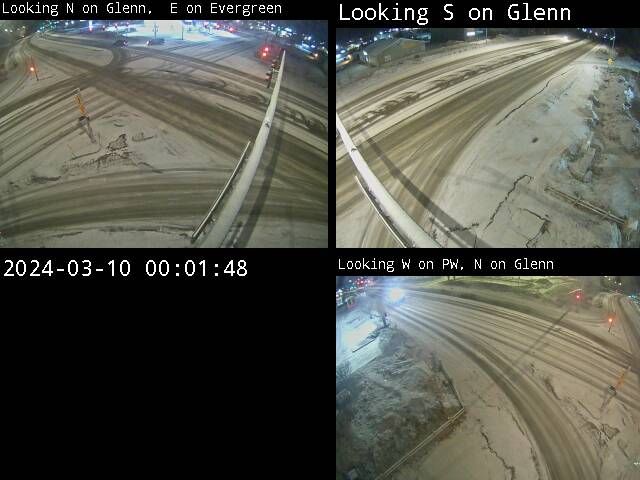 Looking N on Glenn,  E on Evergreen
Looking S on Glenn
2024-03-10 00:01:48
Looking W on PW, N on Glenn